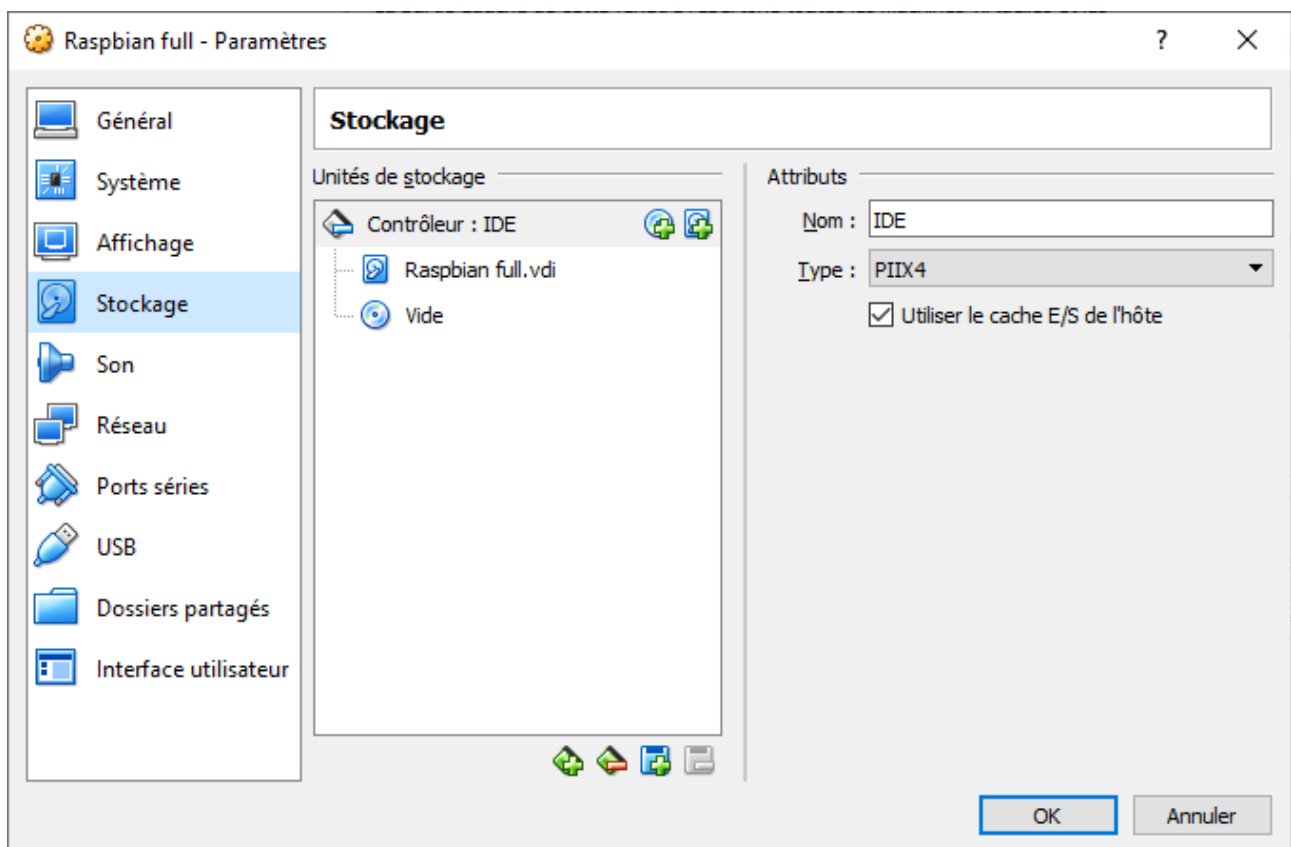 Raspbian full - Paramètres
?
Général
Système
Affichage
Stockage
Son
Réseau
Ports séries
USB
Dossiers partagés
Interface utilisateur
Stockage
Unités de stockage
Contrôleur : IDE
Raspbian full.vdi
Vide
Attributs
Nom : IDE
Type : PIIX4
Utiliser le cache E/S de l'hôte
OK
Annuler